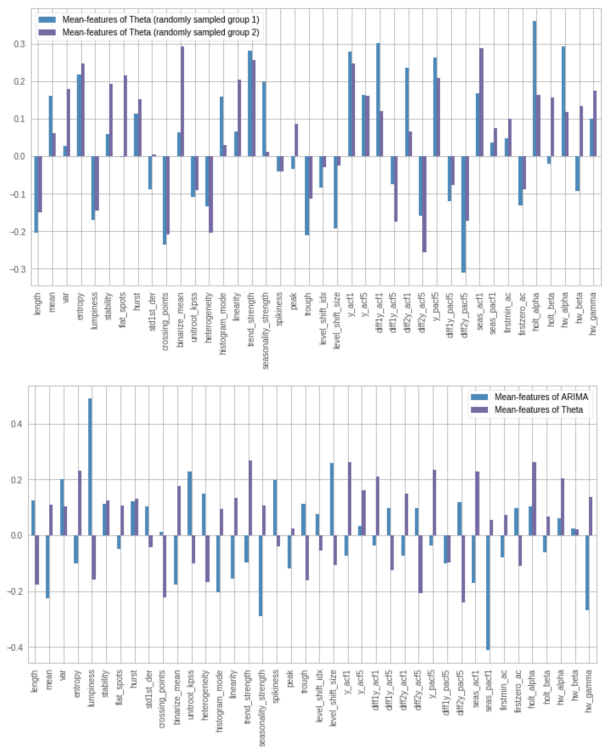 Mean-features of Theta (randomly sampled group 1)
Mean-features of Theta (randomly sampled group 2)
0.3
0.2
0.1
0.0
−0.1
−0.2
−0.3
length
mean
var
entropy
lumpiness
stability
flat_spots
hurst
std1st_der
crossing_points
binarize_mean
unitroot_kpss
heterogeneity
histogram_mode
linearity
trend_strength
seasonality_strength
spikiness
peak
trough
level_shift_idx
level_shift_size
y_acf1
y_acf5
diff1y_acf1
diff1y_acf5
diff2y_acf1
diff2y_acf5
y_pacf5
diff1y_pacf5
diff2y_pacf5
seas_acf1
seas_pacf1
firstmin_ac
firstzero_ac
holt_alpha
holt_beta
hw_alpha
hw_beta
hw_gamma
Mean-features of ARIMA
Mean-features of Theta
0.4
0.2
0.0
−0.2
−0.4
length
mean
var
entropy
lumpiness
stability
flat_spots
hurst
std1st_der
crossing_points
binarize_mean
unitroot_kpss
heterogeneity
histogram_mode
linearity
trend_strength
seasonality_strength
spikiness
peak
trough
level_shift_idx
level_shift_size
y_acf1
y_acf5
diff1y_acf1
diff1y_acf5
diff2y_acf1
diff2y_acf5
y_pacf5
diff1y_pacf5
diff2y_pacf5
seas_acf1
seas_pacf1
firstmin_ac
firstzero_ac
holt_alpha
holt_beta
hw_alpha
hw_beta
hw_gamma